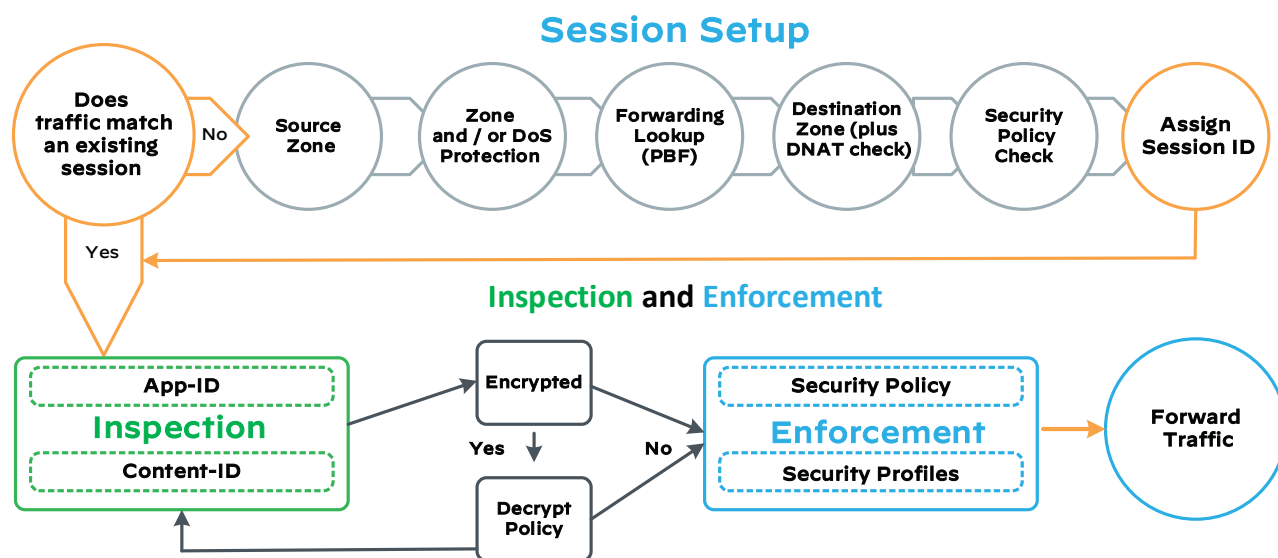 Session Setup
Does
traffic match
an existing
session
No
Source
Zone
Zone
and / or DoS
Protection
Forwarding
Lookup
(PBF)
Destination
Zone (plus
DNAT check)
Security
Policy
Check
Assign
Session ID
Yes
Inspection and Enforcement
App-ID
Inspection
Content-ID
Encrypted
Yes
No
Decrypt
Policy
Security Policy
Enforcement
Security Profiles
Forward
Traffic